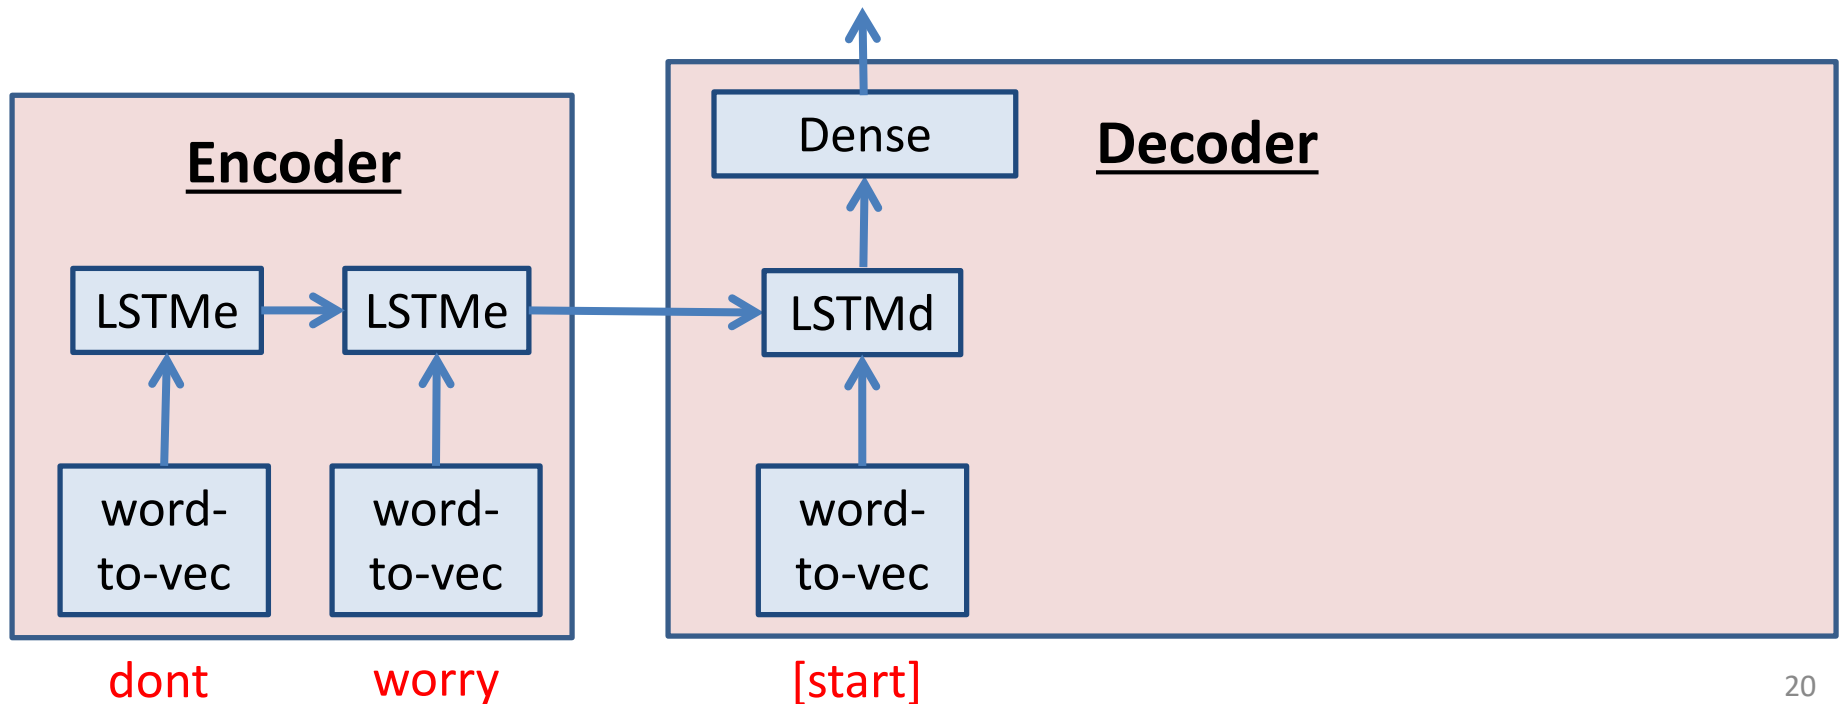 Encoder
LSTMe
LSTMe
word-
to-vec
word-
to-vec
dont
worry
Decoder
Dense
LSTMd
word-
to-vec
[start]
20